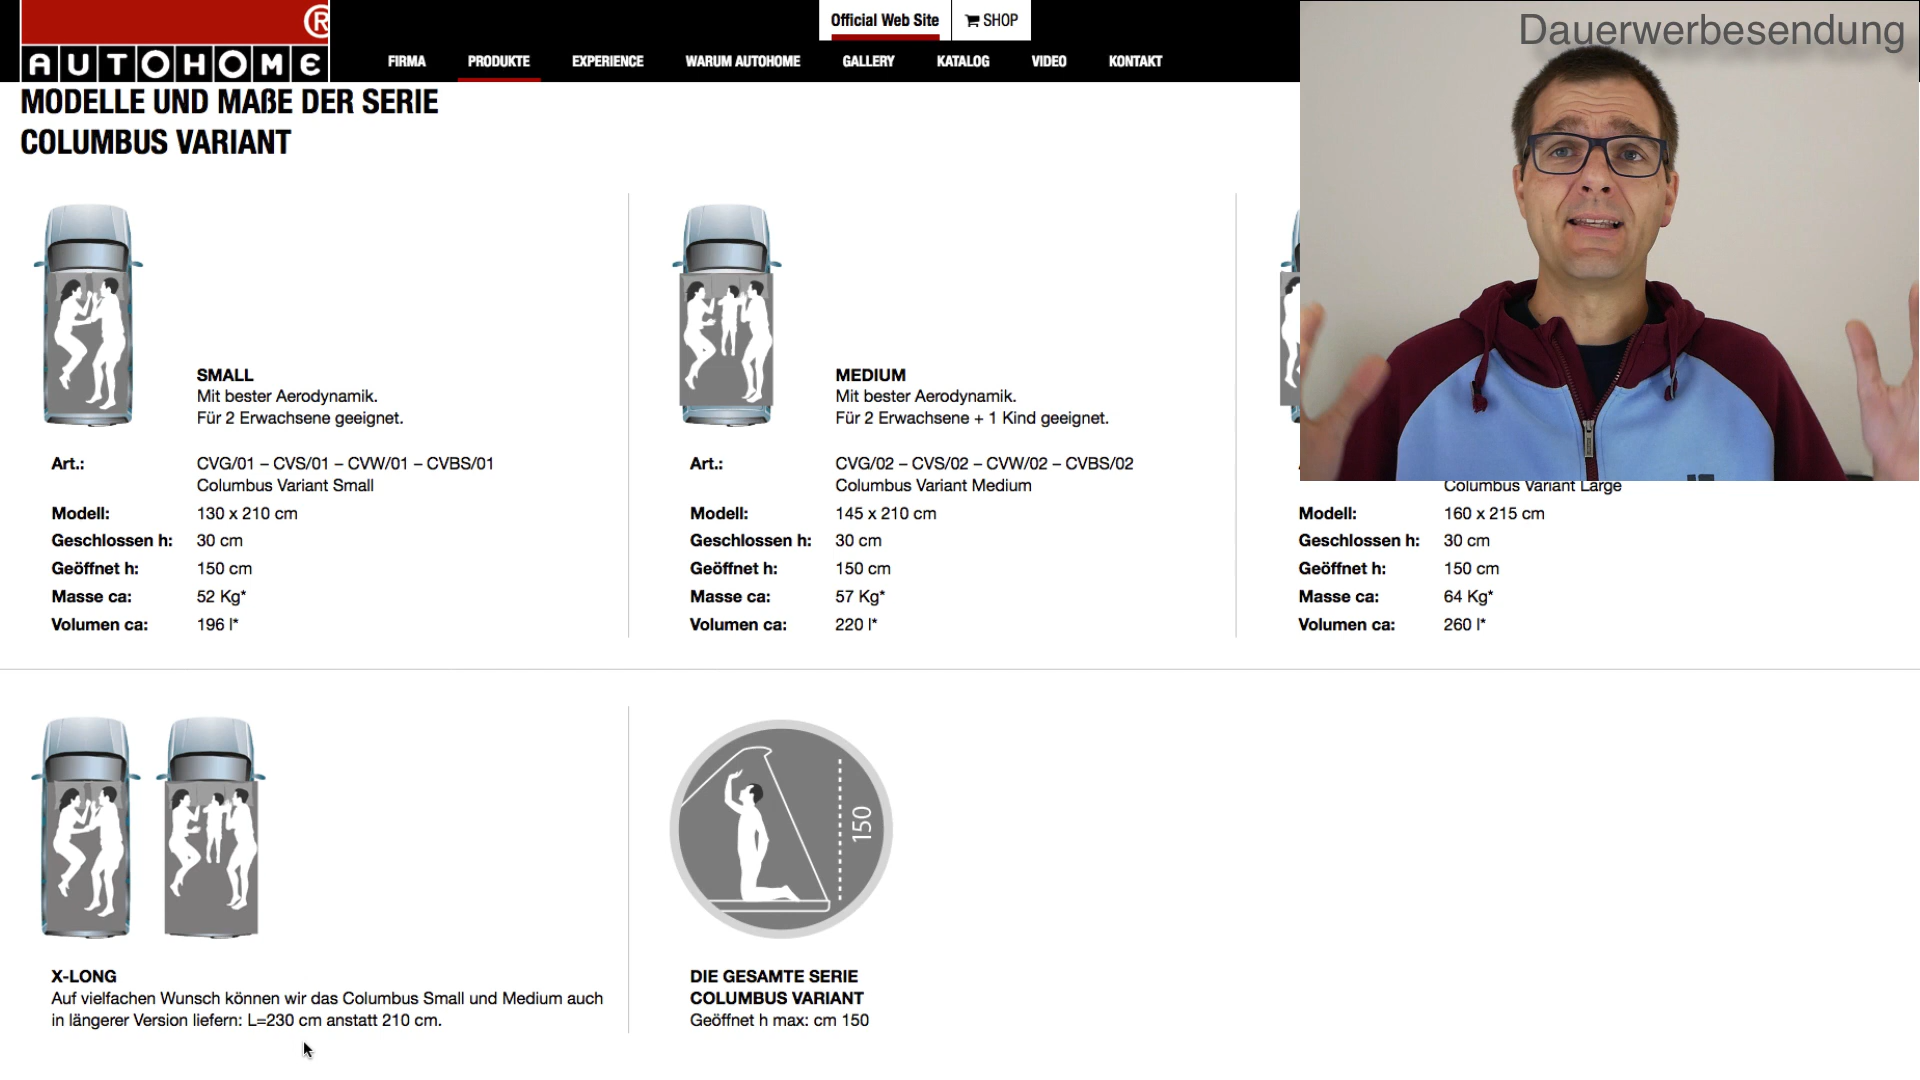 Official Web Site
SHOP
Dauerwerbesendung
®
AUTOHOME
FIRMA
PRODUKTE
EXPERIENCE
WARUM AUTOHOME
GALLERY
KATALOG
VIDEO
KONTAKT
MODELLE UND MAßE DER SERIE
COLUMBUS VARIANT
SMALL
Mit bester Aerodynamik.
Für 2 Erwachsene geeignet.
Art.: CVG/01 – CVS/01 – CVW/01 – CVBS/01
Columbus Variant Small
Modell: 130 x 210 cm
Geschlossen h: 30 cm
Geöffnet h: 150 cm
Masse ca: 52 Kg*
Volumen ca: 196 l*
MEDIUM
Mit bester Aerodynamik.
Für 2 Erwachsene + 1 Kind geeignet.
Art.: CVG/02 – CVS/02 – CVW/02 – CVBS/02
Columbus Variant Medium
Modell: 145 x 210 cm
Geschlossen h: 30 cm
Geöffnet h: 150 cm
Masse ca: 57 Kg*
Volumen ca: 220 l*
Columbus Variant Large
Modell: 160 x 215 cm
Geschlossen h: 30 cm
Geöffnet h: 150 cm
Masse ca: 64 Kg*
Volumen ca: 260 l*
X-LONG
Auf vielfachen Wunsch können wir das Columbus Small und Medium auch
in längerer Version liefern: L=230 cm anstatt 210 cm.
150
DIE GESAMTE SERIE
COLUMBUS VARIANT
Geöffnet h max: cm 150